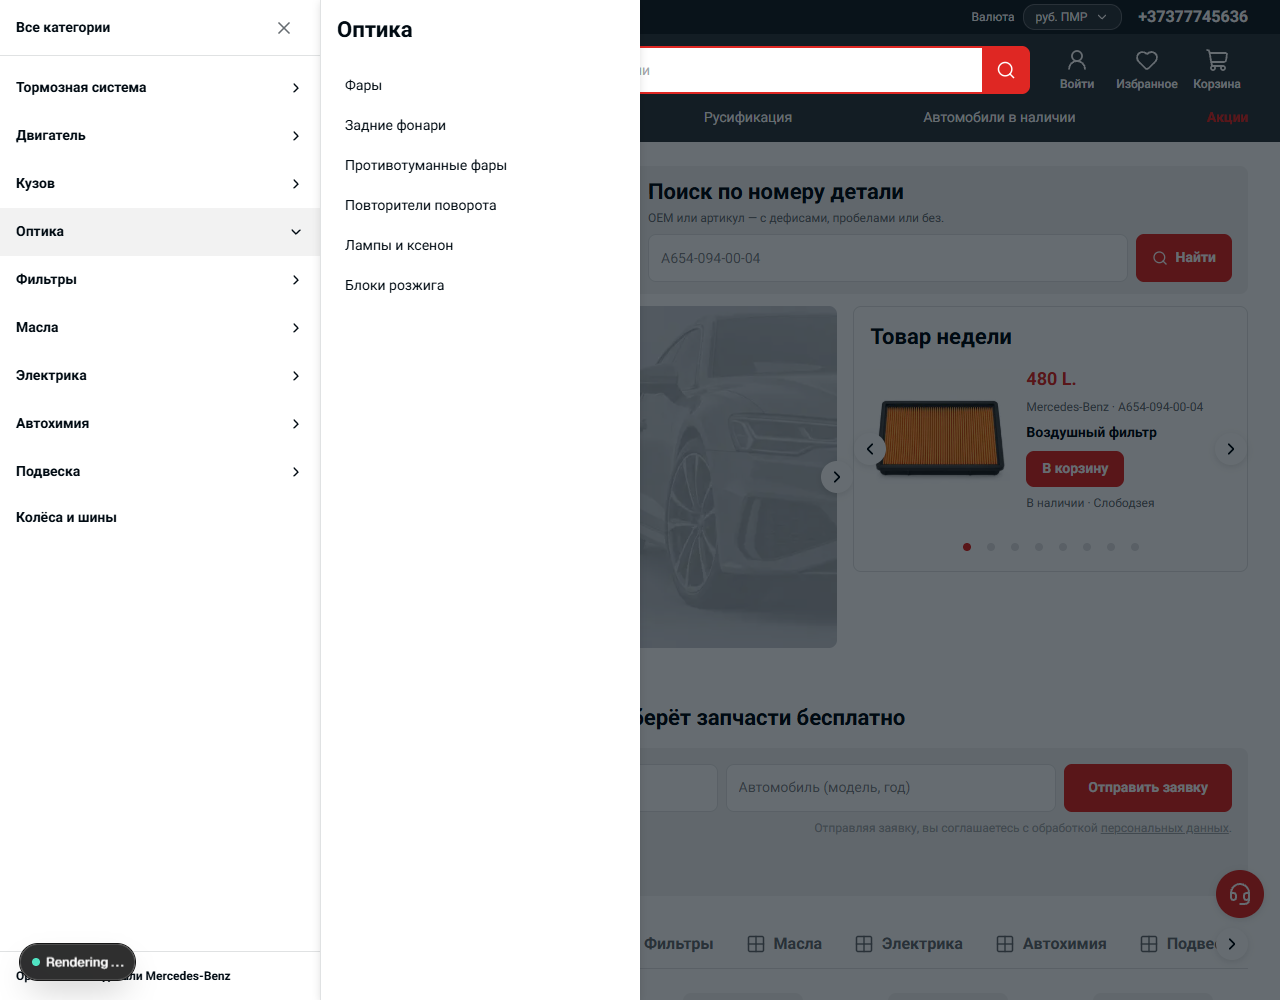 Все категории
Тормозная система
Двигатель
Кузов
Оптика
Фильтры
Масла
Электрика
Автохимия
Подвеска
Колёса и шины
Rendering ...
Mercedes-Benz
Оптика
Фары
Задние фонари
Противотуманные фары
Повторители поворота
Лампы и ксенон
Блоки розжига
Валюта руб. ПМР +37377745636
Войти Избранное Корзина
Русификация Автомобили в наличии Акции
Поиск по номеру детали
OEM или артикул — с дефисами, пробелами или без.
A654-094-00-04 Найти
Товар недели
480 L.
Mercedes-Benz · A654-094-00-04
Воздушный фильтр
В корзину
В наличии · Слободзея
берёт запчасти бесплатно
Автомобиль (модель, год) Отправить заявку
Отправляя заявку, вы соглашаетесь с обработкой персональных данных.
Фильтры Масла Электрика Автохимия Подве